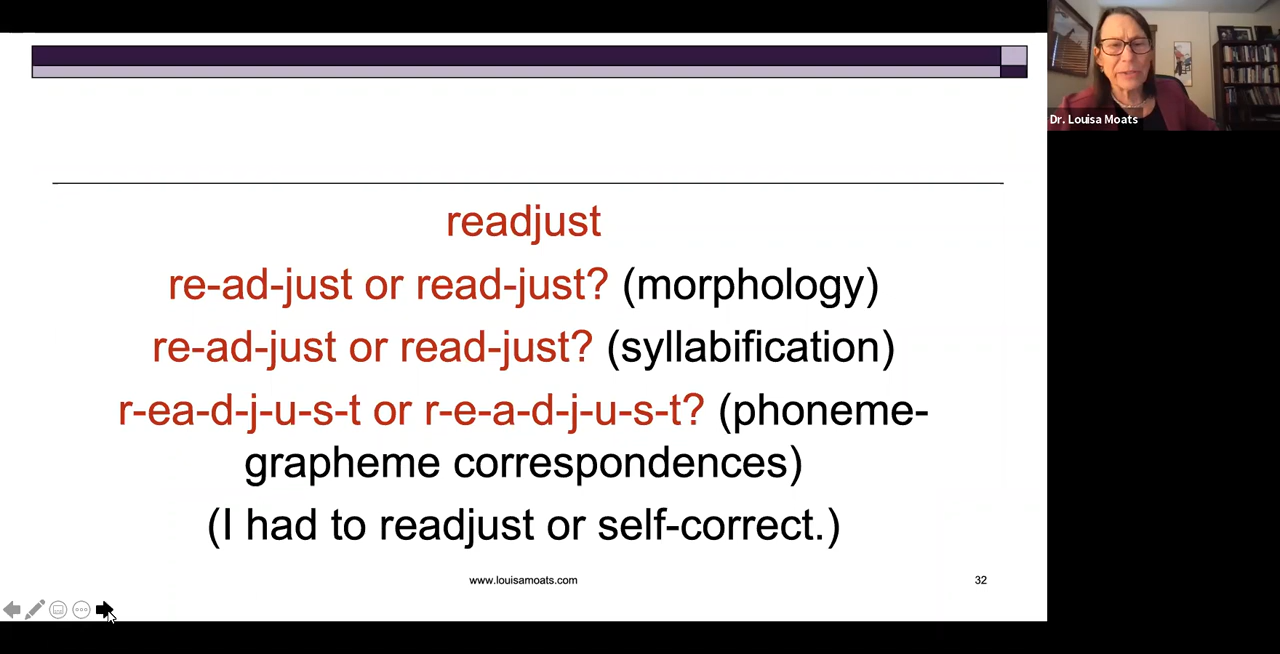 Dr. Louisa Moats
readjust
re-ad-just or read-just? (morphology)
re-ad-just or read-just? (syllabification)
r-ea-d-j-u-s-t or r-e-a-d-j-u-s-t? (phoneme-
grapheme correspondences)
(I had to readjust or self-correct.)
www.louisamoats.com
32